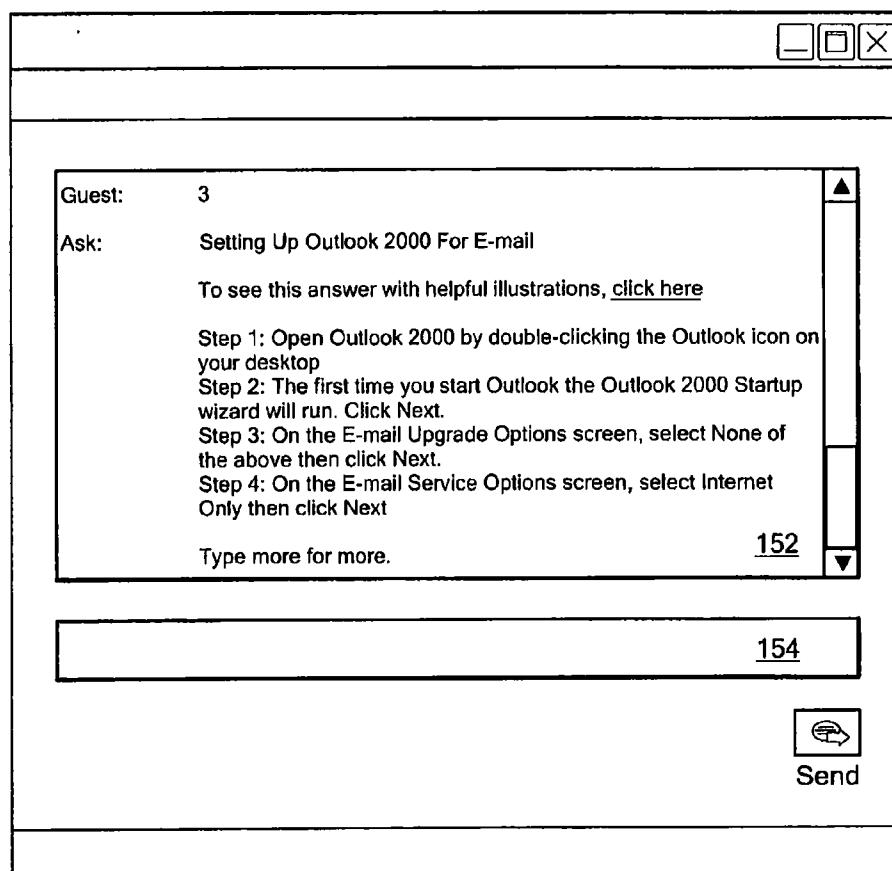 Guest: 3
Ask: Setting Up Outlook 2000 For E-mail
To see this answer with helpful illustrations, click here
Step 1: Open Outlook 2000 by double-clicking the Outlook icon on
your desktop
Step 2: The first time you start Outlook the Outlook 2000 Startup
wizard will run. Click Next.
Step 3: On the E-mail Upgrade Options screen, select None of
the above then click Next.
Step 4: On the E-mail Service Options screen, select Internet
Only then click Next
Type more for more.
152
154
Send